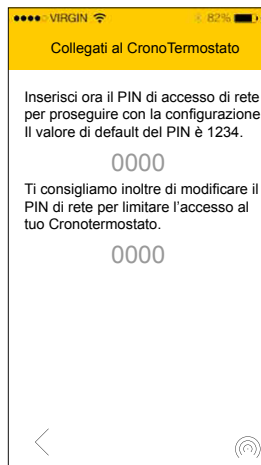 VIRGIN 82%
Collegati al CronoTermostato
Inserisci ora il PIN di accesso di rete
per proseguire con la configurazione
Il valore di default del PIN è 1234.
0000
Ti consigliamo inoltre di modificare il
PIN di rete per limitare l'accesso al
tuo Cronotermostato.
0000